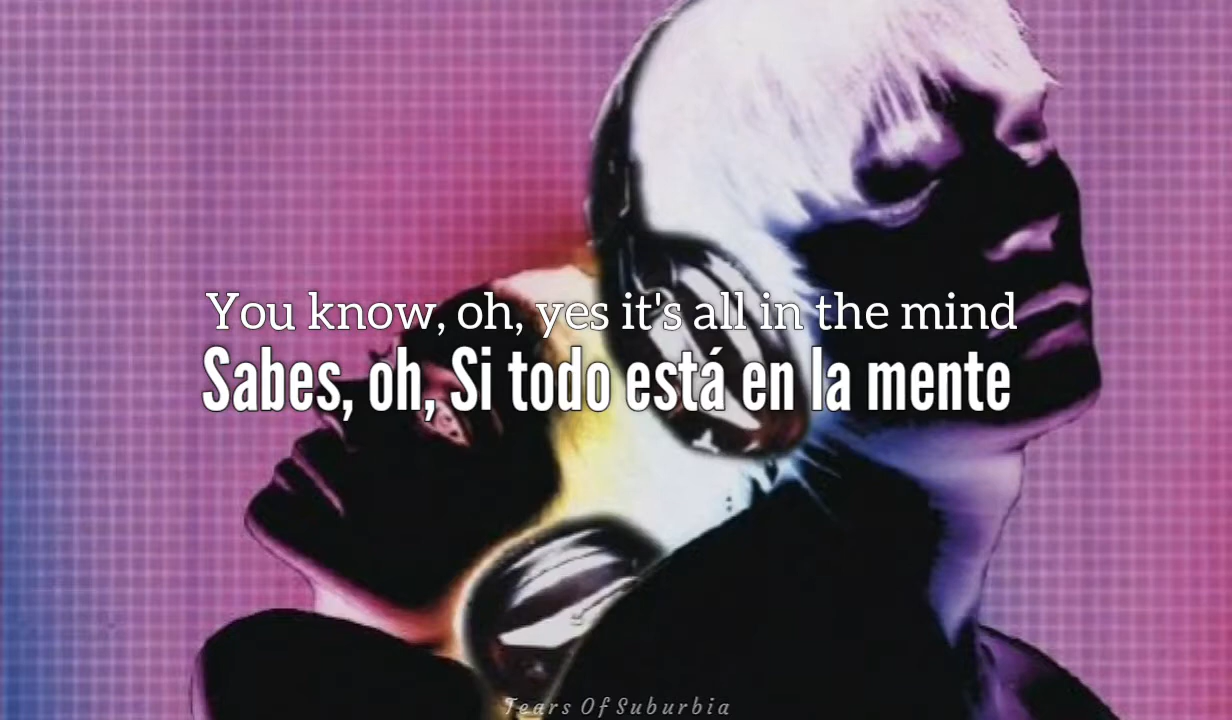 You know, oh, yes it's all in the mind
Sabes, oh, Si todo está en la mente
Tears Of Suburbia